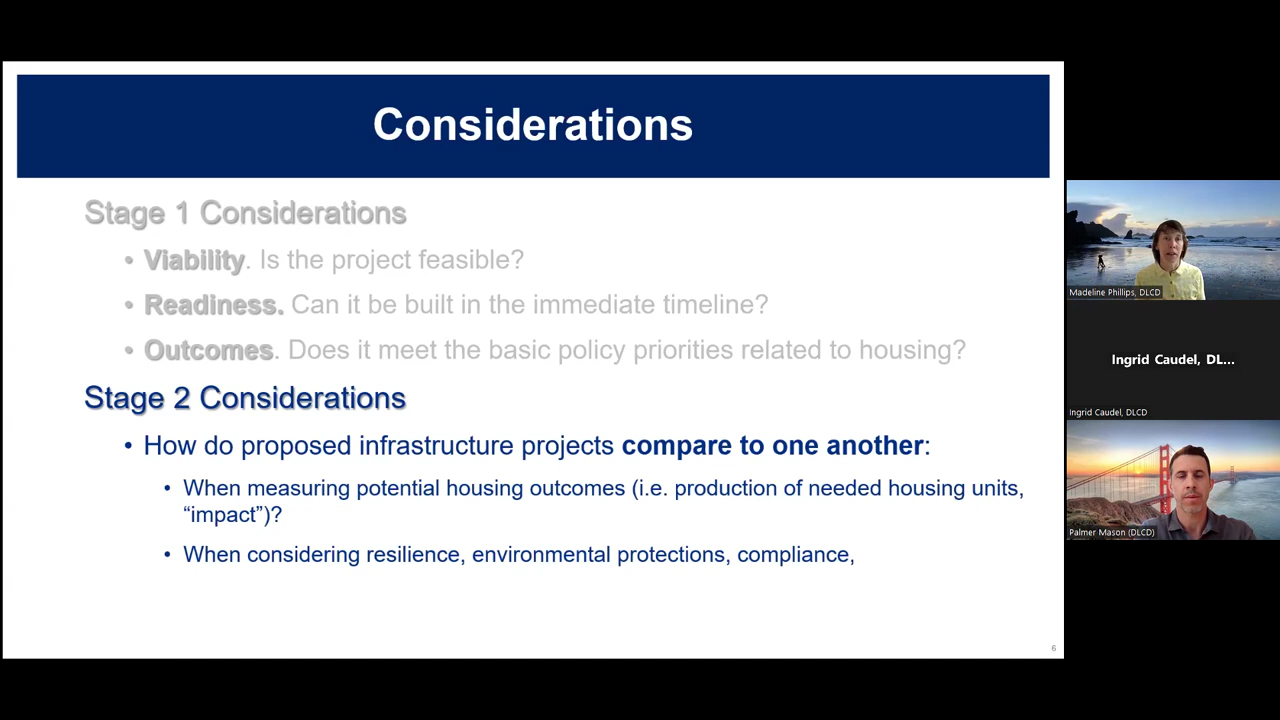 Considerations
Stage 1 Considerations
• Viability. Is the project feasible?
• Readiness. Can it be built in the immediate timeline?
• Outcomes. Does it meet the basic policy priorities related to housing?
Stage 2 Considerations
• How do proposed infrastructure projects compare to one another:
• When measuring potential housing outcomes (i.e. production of needed housing units,
“impact”)?
• When considering resilience, environmental protections, compliance,
6
Madeline Phillips, DLCD
Ingrid Caudel, DL...
Ingrid Caudel, DLCD
Palmer Mason (DLCD)